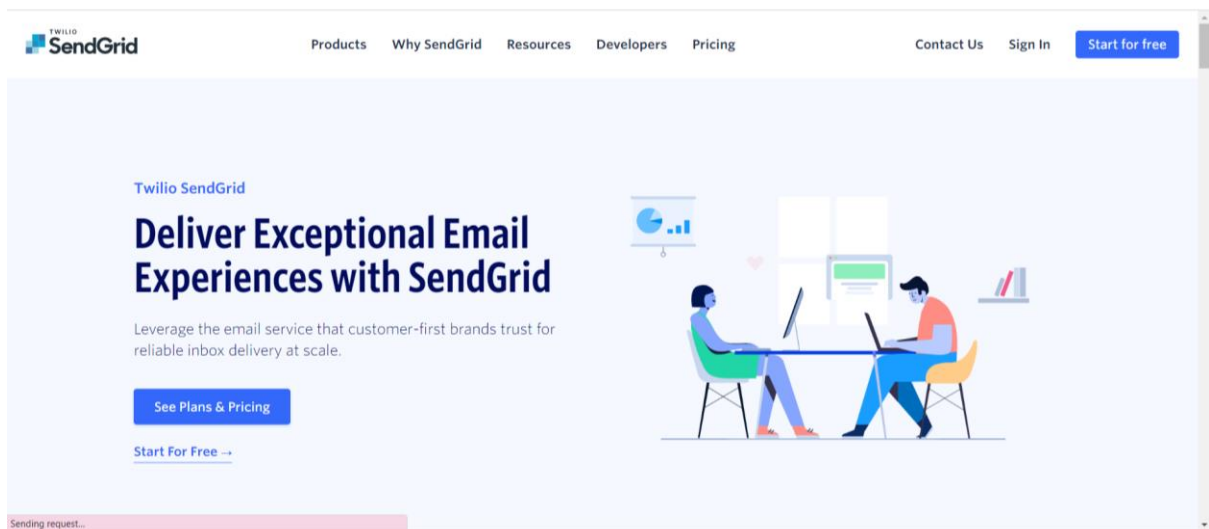 TWILIO
SendGrid
Products Why SendGrid Resources Developers Pricing Contact Us Sign In Start for free
Twilio SendGrid
Deliver Exceptional Email
Experiences with SendGrid
Leverage the email service that customer-first brands trust for
reliable inbox delivery at scale.
See Plans & Pricing
Start For Free →
Sending request...